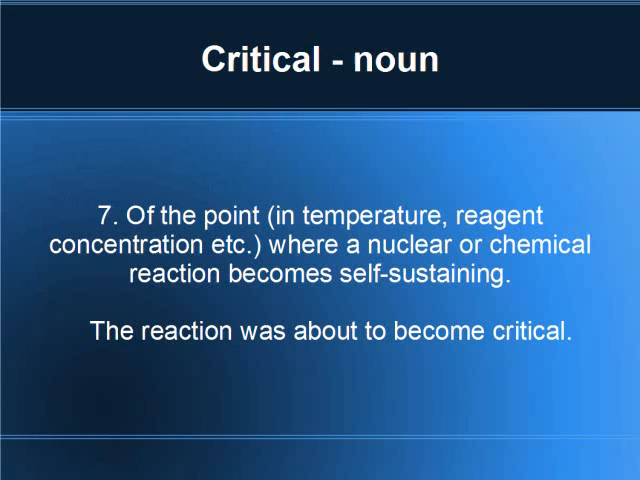 Critical - noun
7. Of the point (in temperature, reagent
concentration etc.) where a nuclear or chemical
reaction becomes self-sustaining.
The reaction was about to become critical.